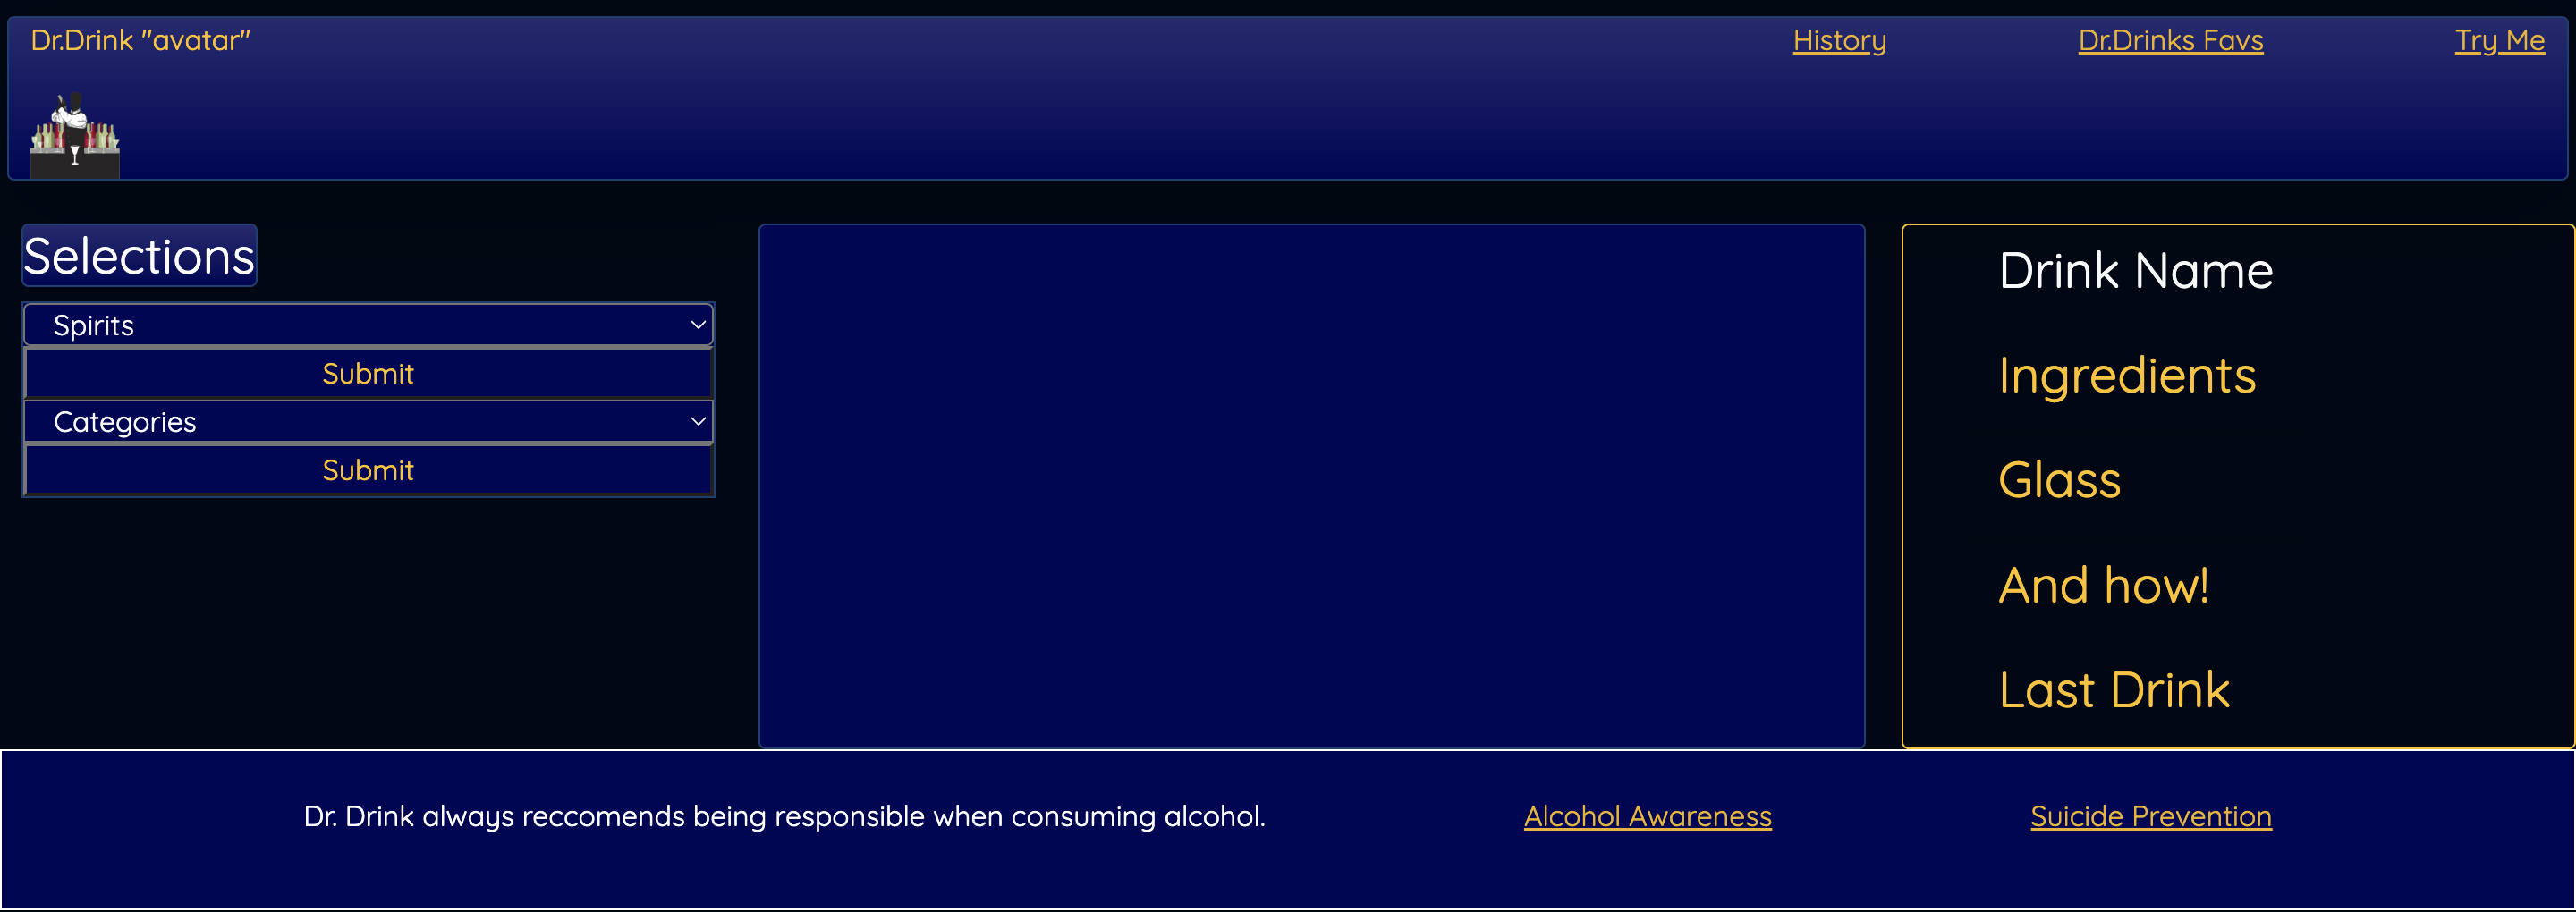 Dr.Drink "avatar"
History
Dr.Drinks Favs
Try Me
Selections
Spirits
Submit
Categories
Submit
Drink Name
Ingredients
Glass
And how!
Last Drink
Dr. Drink always reccomends being responsible when consuming alcohol.
Alcohol Awareness
Suicide Prevention